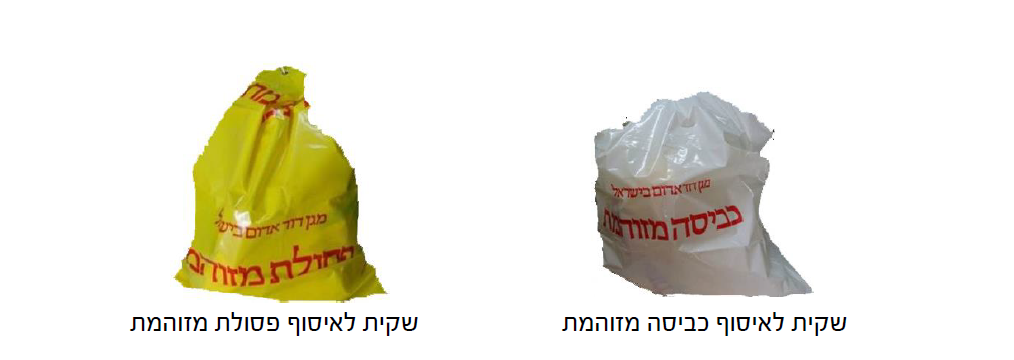 מגן דוד אדום בישראל
כביסה מזוהמת
שקית לאיסוף כביסה מזוהמת
מגן דוד אדום בישר
מזוהמ
שקית לאיסוף פסולת מזוהמת